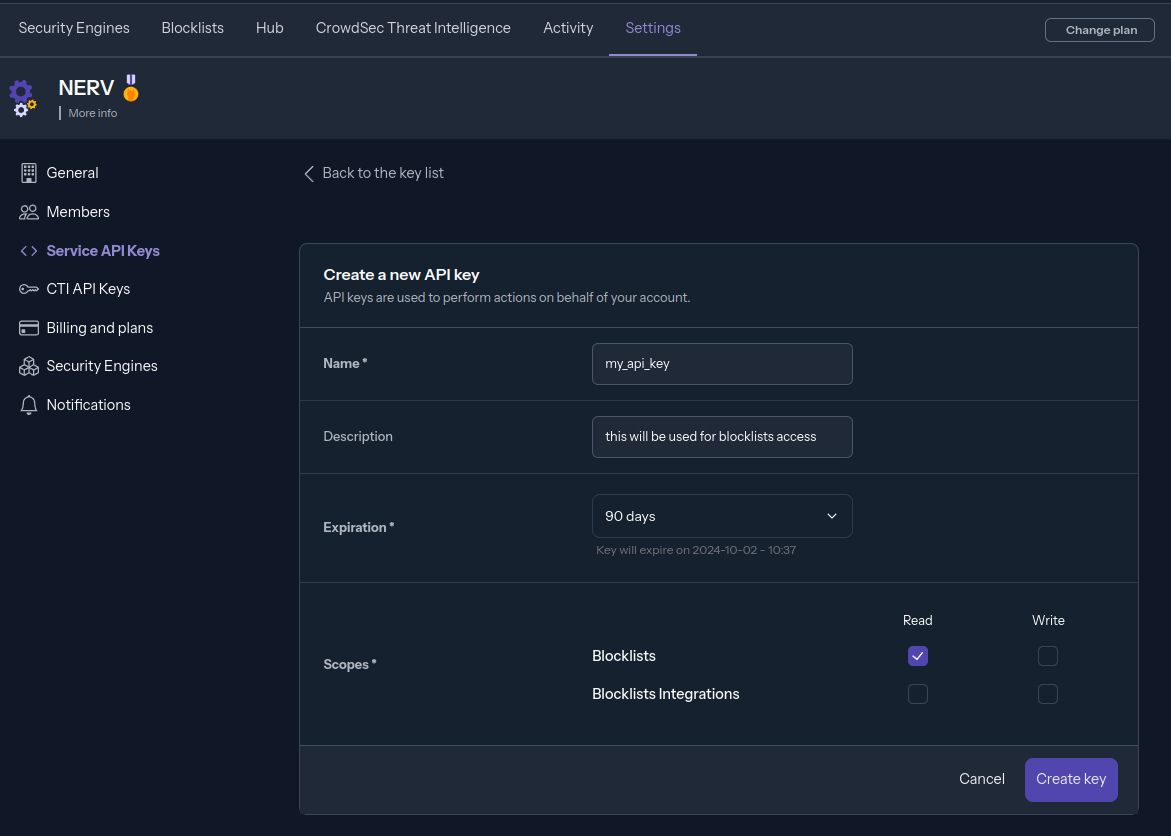 Security Engines Blocklists Hub CrowdSec Threat Intelligence Activity Settings Change plan
NERV
More info
General
Members
Service API Keys
CTI API Keys
Billing and plans
Security Engines
Notifications
Back to the key list
Create a new API key
API keys are used to perform actions on behalf of your account.
Name * my_api_key
Description this will be used for blocklists access
Expiration * 90 days
Key will expire on 2024-10-02 - 10:37
Read Write
Scopes *
Blocklists
Blocklists Integrations
Cancel Create key